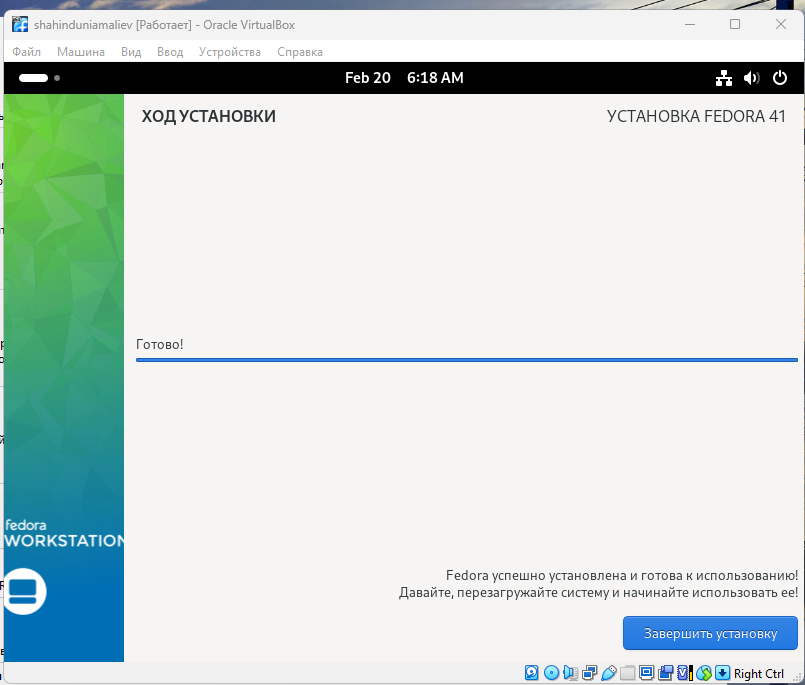 shahinduniamaliev [Работает] - Oracle VirtualBox
Файл Машина Вид Ввод Устройства Справка
Feb 20 6:18 AM
ХОД УСТАНОВКИ
УСТАНОВКА FEDORA 41
Готово!
fedora
WORKSTATION
Fedora успешно установлена и готова к использованию!
Давайте, перезагружайте систему и начинайте использовать ее!
Завершить установку
Right Ctrl